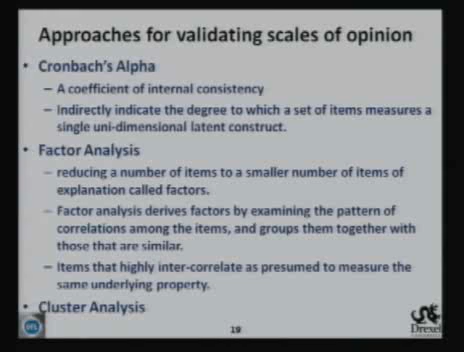 Approaches for validating scales of opinion
• Cronbach's Alpha
– A coefficient of internal consistency
– Indirectly indicate the degree to which a set of items measures a
single uni-dimensional latent construct.
• Factor Analysis
– reducing a number of items to a smaller number of items of
explanation called factors.
– Factor analysis derives factors by examining the pattern of
correlations among the items, and groups them together with
those that are similar.
– Items that highly inter-correlate as presumed to measure the
same underlying property.
• Cluster Analysis
19
Drexel